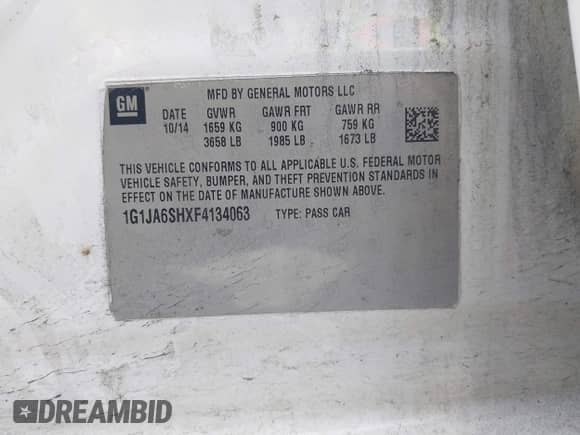 MFD BY GENERAL MOTORS LLC
GM
DATE GVWR GAWR FRT GAWR RR
10/14 1659 KG 900 KG 759 KG
3658 LB 1985 LB 1673 LB
THIS VEHICLE CONFORMS TO ALL APPLICABLE U.S. FEDERAL MOTOR
VEHICLE SAFETY, BUMPER, AND THEFT PREVENTION STANDARDS IN
EFFECT ON THE DATE OF MANUFACTURE SHOWN ABOVE.
1G1JA6SHXF4134063 TYPE: PASS CAR
DREAMBID